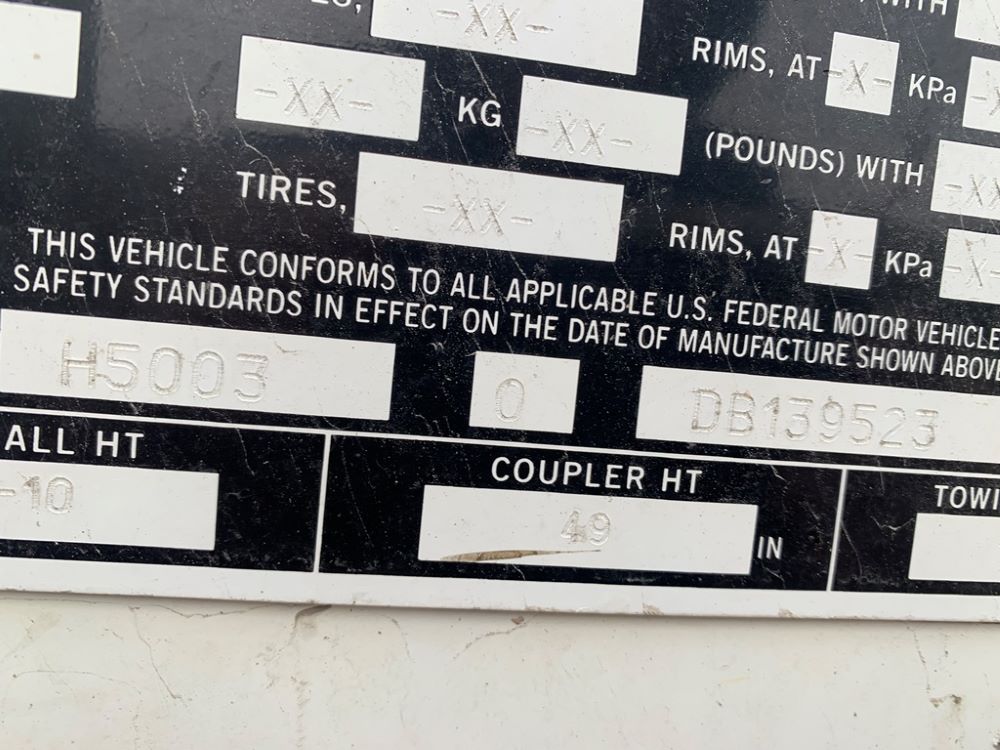 -XX-
WITH
RIMS, AT -X- KPa
-XX- KG -XX- (POUNDS) WITH
TIRES, -XX- RIMS, AT -X- KPa -X-
THIS VEHICLE CONFORMS TO ALL APPLICABLE U.S. FEDERAL MOTOR VEHICLE
SAFETY STANDARDS IN EFFECT ON THE DATE OF MANUFACTURE SHOWN ABOVE
H5003 0 DB139523
ALL HT COUPLER HT TOWI
-10 49 IN